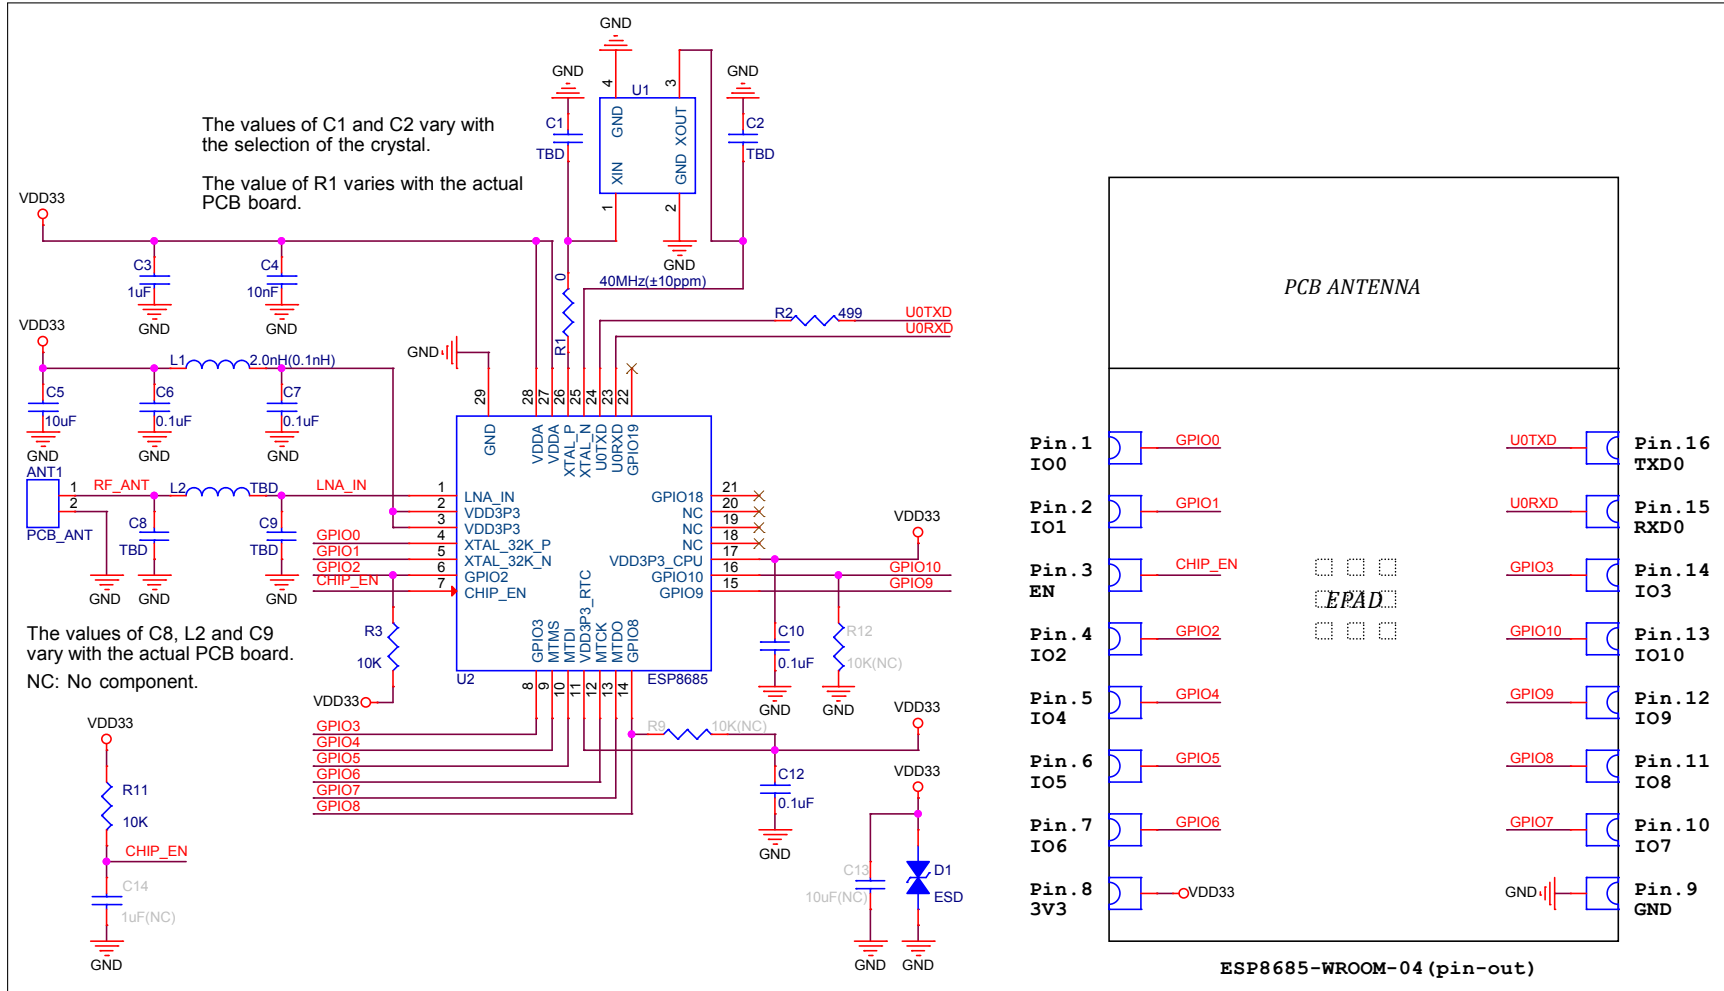 The values of C1 and C2 vary with
the selection of the crystal.
The value of R1 varies with the actual
PCB board.
GND
GND
GND
U1
4
3
GND
XOUT
XIN
GND
1
2
C1
TBD
C2
TBD
GND
40MHz(±10ppm)
VDD33
C3
1uF
GND
C4
10nF
GND
0
R1
R2
499
U0TXD
U0RXD
VDD33
L1
2.0nH(0.1nH)
GND
C5
10uF
GND
C6
0.1uF
GND
C7
0.1uF
GND
29
28
27
26
25
24
23
22
GND
VDDA
VDDA
XTAL_P
XTAL_N
U0TXD
U0RXD
GPIO19
ANT1
1
2
PCB_ANT
RF_ANT
L2
TBD
LNA_IN
C8
TBD
C9
TBD
GND
GND
GND
GPIO0
GPIO1
GPIO2
CHIP_EN
1
2
3
4
5
6
7
LNA_IN
VDD3P3
VDD3P3
XTAL_32K_P
XTAL_32K_N
GPIO2
CHIP_EN
GPIO18
NC
NC
NC
VDD3P3_CPU
GPIO10
GPIO9
21
20
19
18
17
16
15
VDD33
GPIO10
GPIO9
GPIO3
MTMS
MTDI
VDD3P3_RTC
MTCK
MTDO
GPIO8
U2
ESP8685
8
9
10
11
12
13
14
R3
10K
VDD33
C10
0.1uF
GND
R12
10K(NC)
GND
The values of C8, L2 and C9
vary with the actual PCB board.
NC: No component.
GPIO3
GPIO4
GPIO5
GPIO6
GPIO7
GPIO8
R9
10K(NC)
VDD33
C12
0.1uF
GND
VDD33
R11
10K
CHIP_EN
C14
1uF(NC)
GND
VDD33
C13
10uF(NC)
GND
D1
ESD
GND
PCB ANTENNA
EPAD
Pin.1
IO0
GPIO0
Pin.2
IO1
GPIO1
Pin.3
EN
CHIP_EN
Pin.4
IO2
GPIO2
Pin.5
IO4
GPIO4
Pin.6
IO5
GPIO5
Pin.7
IO6
GPIO6
Pin.8
3V3
VDD33
U0TXD
Pin.16
TXD0
U0RXD
Pin.15
RXD0
GPIO3
Pin.14
IO3
GPIO10
Pin.13
IO10
GPIO9
Pin.12
IO9
GPIO8
Pin.11
IO8
GPIO7
Pin.10
IO7
GND
Pin.9
GND
ESP8685-WROOM-04(pin-out)